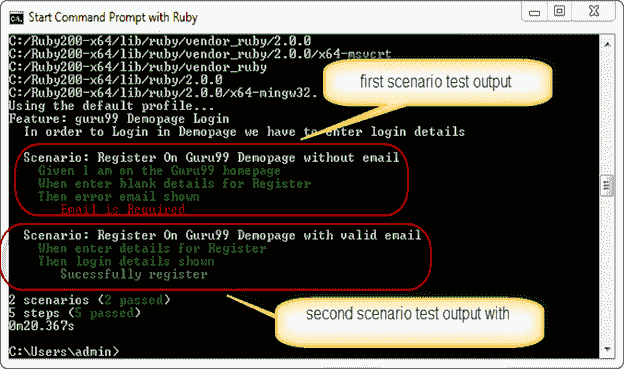 Start Command Prompt with Ruby
C:/Ruby200-x64/lib/ruby/vendor_ruby/2.0.0
C:/Ruby200-x64/lib/ruby/vendor_ruby/2.0.0/x64-msvcrt
C:/Ruby200-x64/lib/ruby/vendor_ruby
C:/Ruby200-x64/lib/ruby/2.0.0
C:/Ruby200-x64/lib/ruby/2.0.0/x64-mingw32.
first scenario test output
Using the default profile...
Feature: guru99 Demopage Login
In order to Login in Demopage we have to enter login details
Scenario: Register On Guru99 Demopage without email
Given I am on the Guru99 homepage
When enter blank details for Register
Then error email shown
Email is Required
Scenario: Register On Guru99 Demopage with valid email
When enter details for Register
Then login details shown
Sucessfully register
2 scenarios (2 passed)
5 steps (5 passed)
0m20.367s
second scenario test output with
C:\Users\admin>